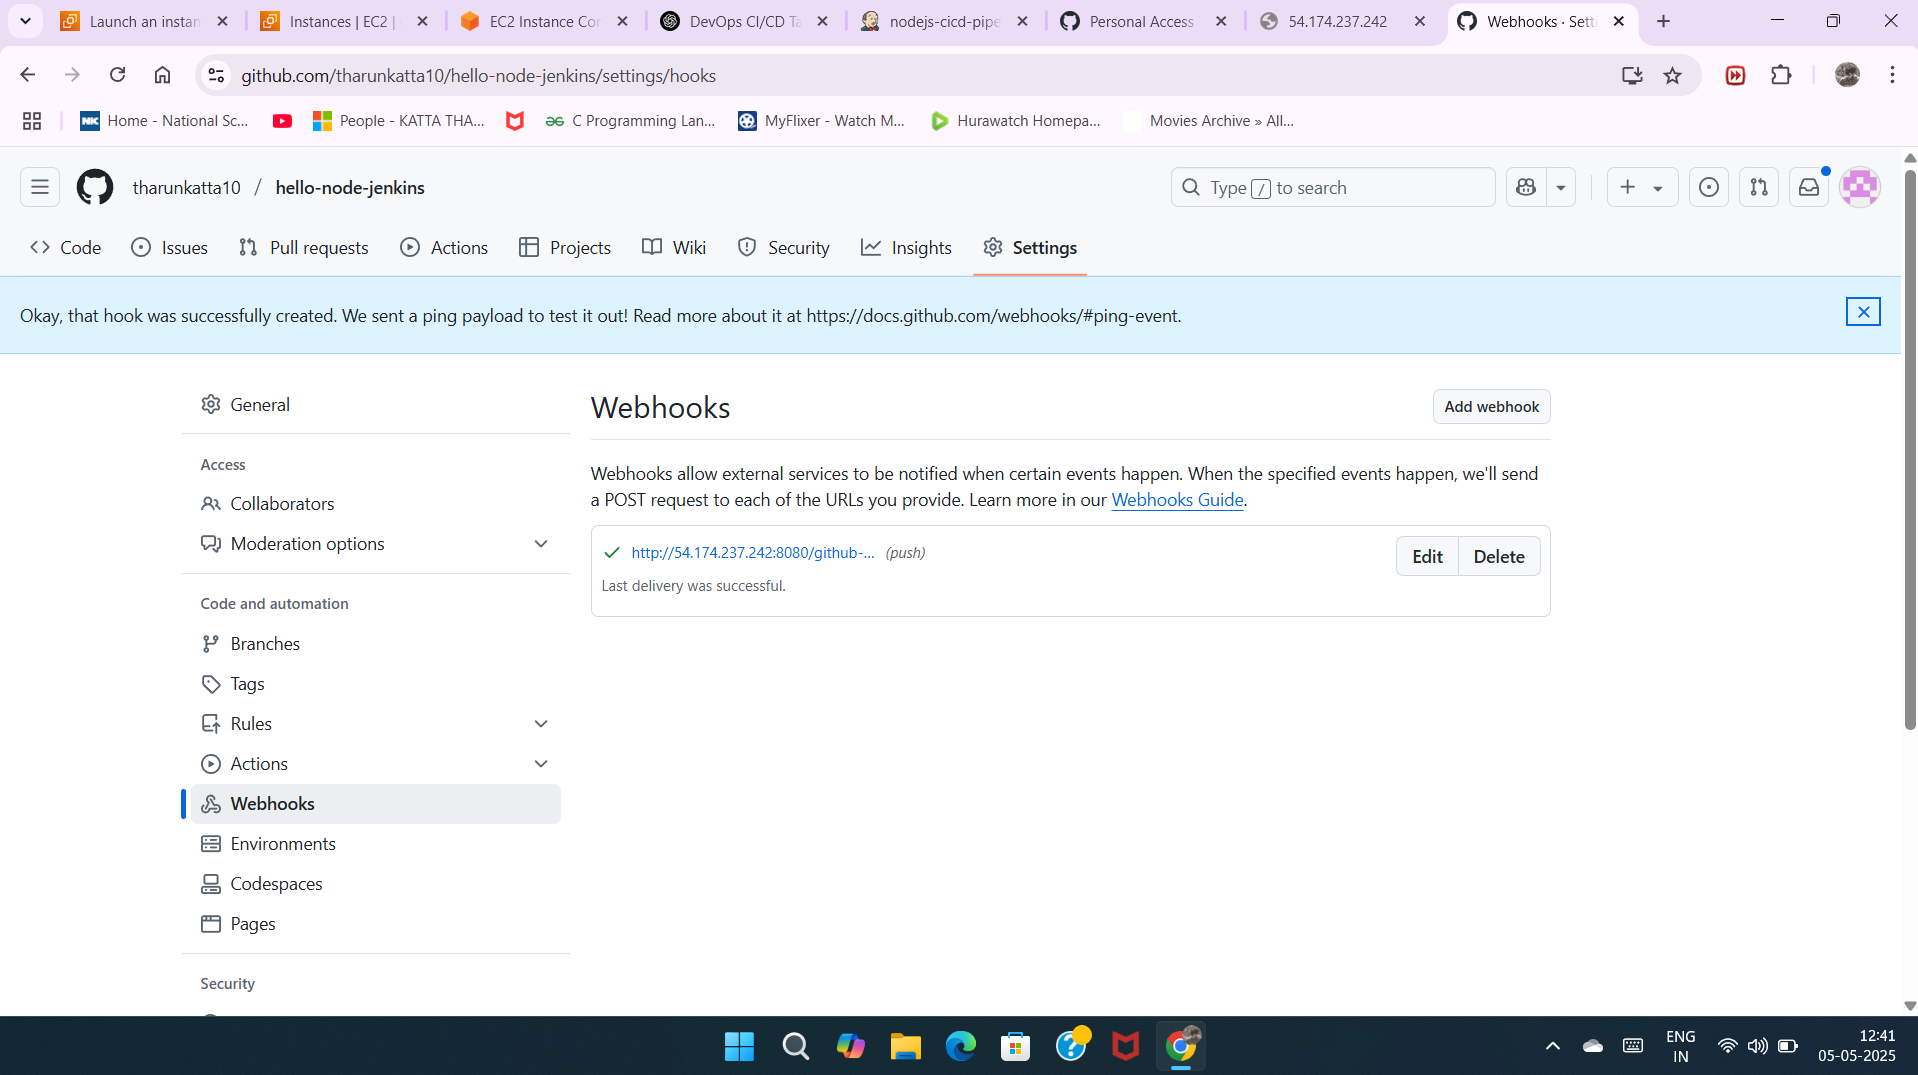 Launch an instan
Instances | EC2 |
EC2 Instance Con
DevOps CI/CD Ta
nodejs-cicd-pipe
Personal Access
54.174.237.242
Webhooks · Setti
github.com/tharunkatta10/hello-node-jenkins/settings/hooks
Home - National Sc...
People - KATTA THA...
C Programming Lan...
MyFlixer - Watch M...
Hurawatch Homepa...
Movies Archive » All...
tharunkatta10 / hello-node-jenkins
Type / to search
Code
Issues
Pull requests
Actions
Projects
Wiki
Security
Insights
Settings
Okay, that hook was successfully created. We sent a ping payload to test it out! Read more about it at https://docs.github.com/webhooks/#ping-event.
General
Access
Collaborators
Moderation options
Code and automation
Branches
Tags
Rules
Actions
Webhooks
Environments
Codespaces
Pages
Security
Webhooks
Add webhook
Webhooks allow external services to be notified when certain events happen. When the specified events happen, we'll send
a POST request to each of the URLs you provide. Learn more in our Webhooks Guide.
http://54.174.237.242:8080/github-... (push)
Edit
Delete
Last delivery was successful.
ENG
IN
12:41
05-05-2025